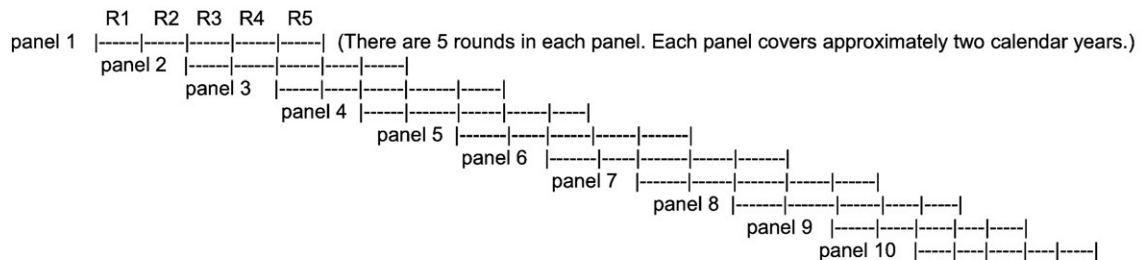 R1 R2 R3 R4 R5
panel 1 |------|------|------|------|------| (There are 5 rounds in each panel. Each panel covers approximately two calendar years.)
panel 2 |------|------|------|-----|------|
panel 3 |------|-----|------|-------|------|
panel 4 |------|-------|------|------|-----|
panel 5 |-------|-----|------|------|-------|
panel 6 |-------|-----|-------|------|-------|
panel 7 |-------|------|-------|------|------|
panel 8 |-------|-------|------|-----|-----|
panel 9 |------|-----|------|----|-----|
panel 10 |-----|----|------|----|-----|